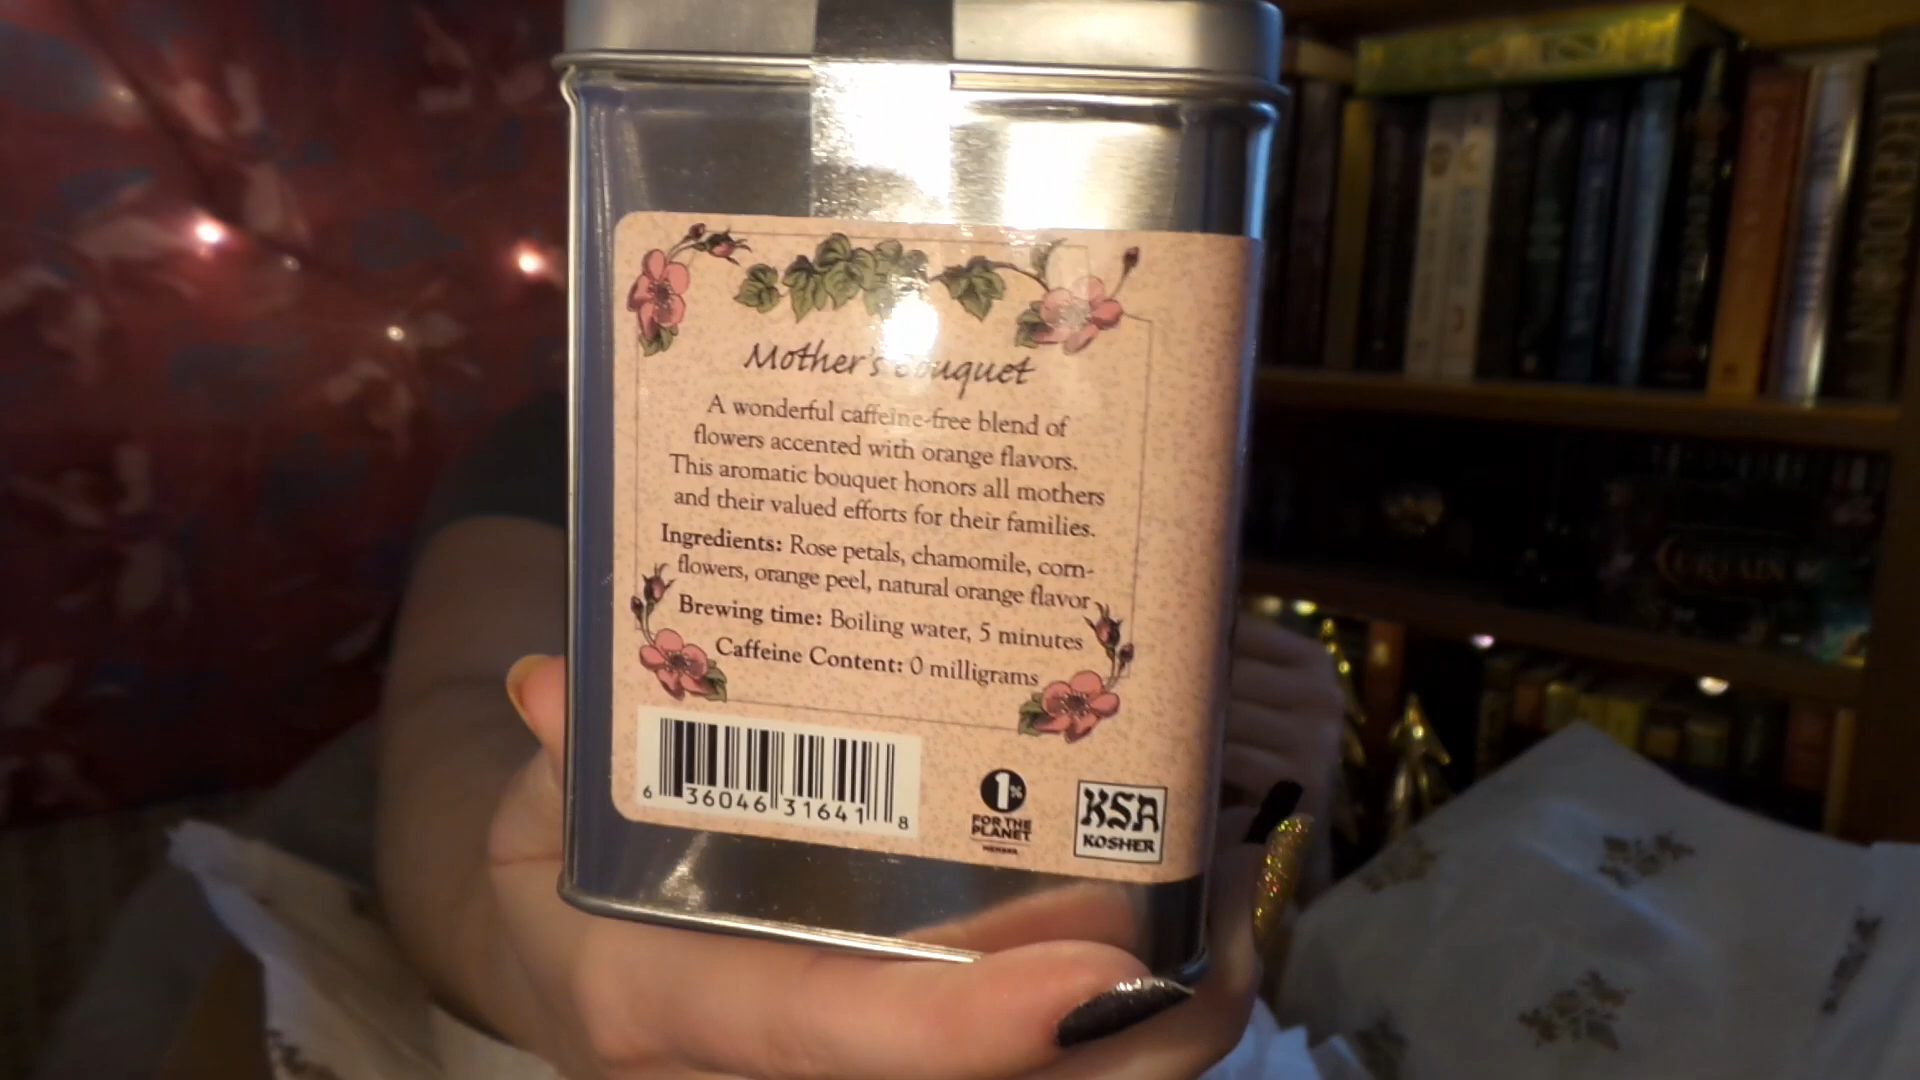 Mother's Bouquet
A wonderful caffeine-free blend of
flowers accented with orange flavors.
This aromatic bouquet honors all mothers
and their valued efforts for their families.
Ingredients: Rose petals, chamomile, corn-
flowers, orange peel, natural orange flavor
Brewing time: Boiling water, 5 minutes
Caffeine Content: 0 milligrams
6 36046 31641 8
1%
FOR THE
PLANET
MEMBER
KSA
KOSHER
CURTAIN